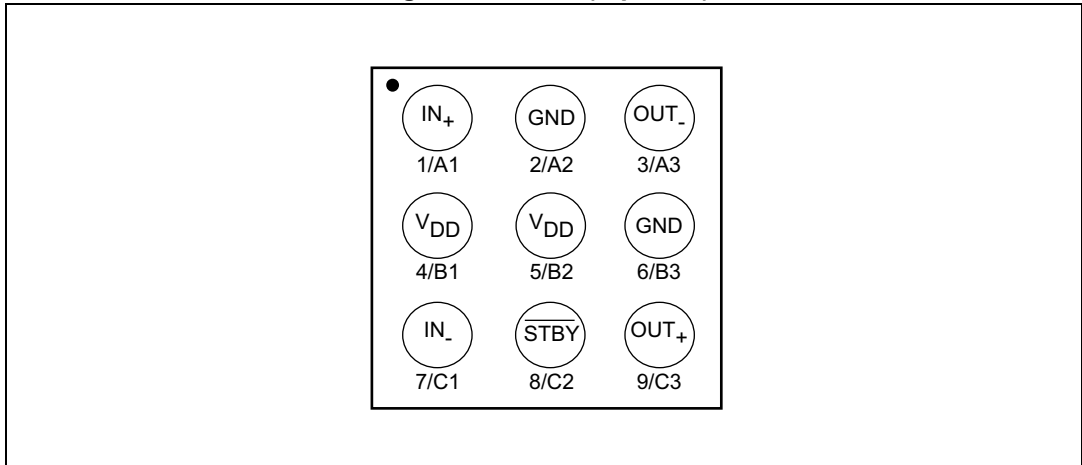 IN+ GND OUT-
1/A1 2/A2 3/A3
VDD VDD GND
4/B1 5/B2 6/B3
IN- STBY OUT+
7/C1 8/C2 9/C3